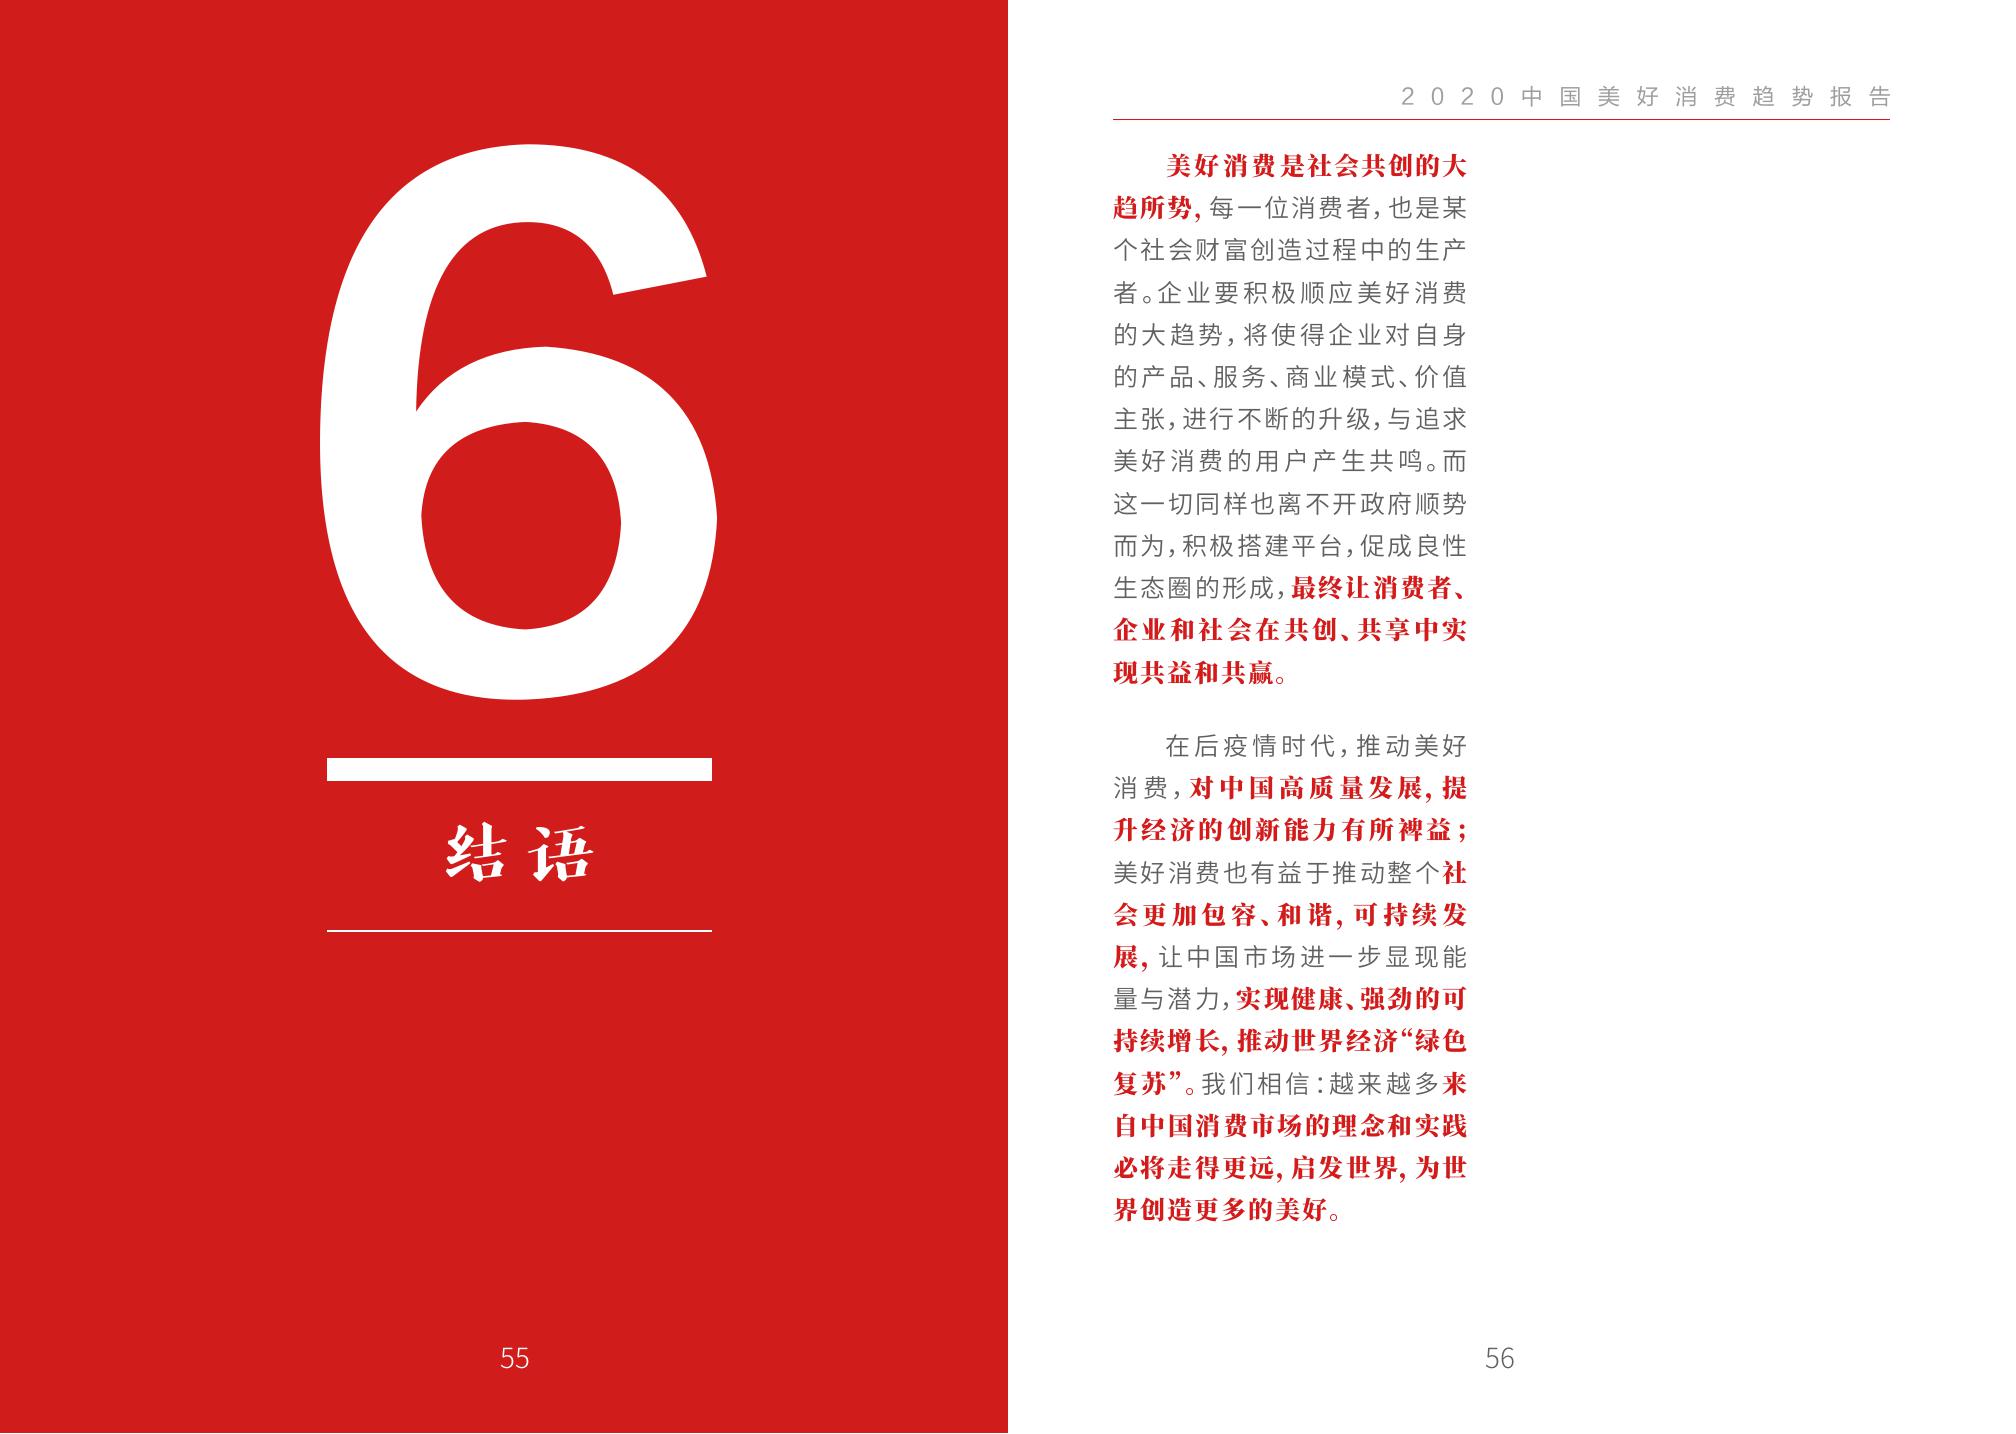 6
结语
55
2020中国美好消费趋势报告
美好消费是社会共创的大
趋所势，每一位消费者，也是某
个社会财富创造过程中的生产
者。企业要积极顺应美好消费
的大趋势，将使得企业对自身
的产品、服务、商业模式、价值
主张，进行不断的升级，与追求
美好消费的用户产生共鸣。而
这一切同样也离不开政府顺势
而为，积极搭建平台，促成良性
生态圈的形成，最终让消费者、
企业和社会在共创、共享中实
现共益和共赢。
在后疫情时代，推动美好
消费，对中国高质量发展，提
升经济的创新能力有所裨益；
美好消费也有益于推动整个社
会更加包容、和谐，可持续发
展，让中国市场进一步显现能
量与潜力，实现健康、强劲的可
持续增长，推动世界经济“绿色
复苏”。我们相信：越来越多来
自中国消费市场的理念和实践
必将走得更远，启发世界，为世
界创造更多的美好。
56